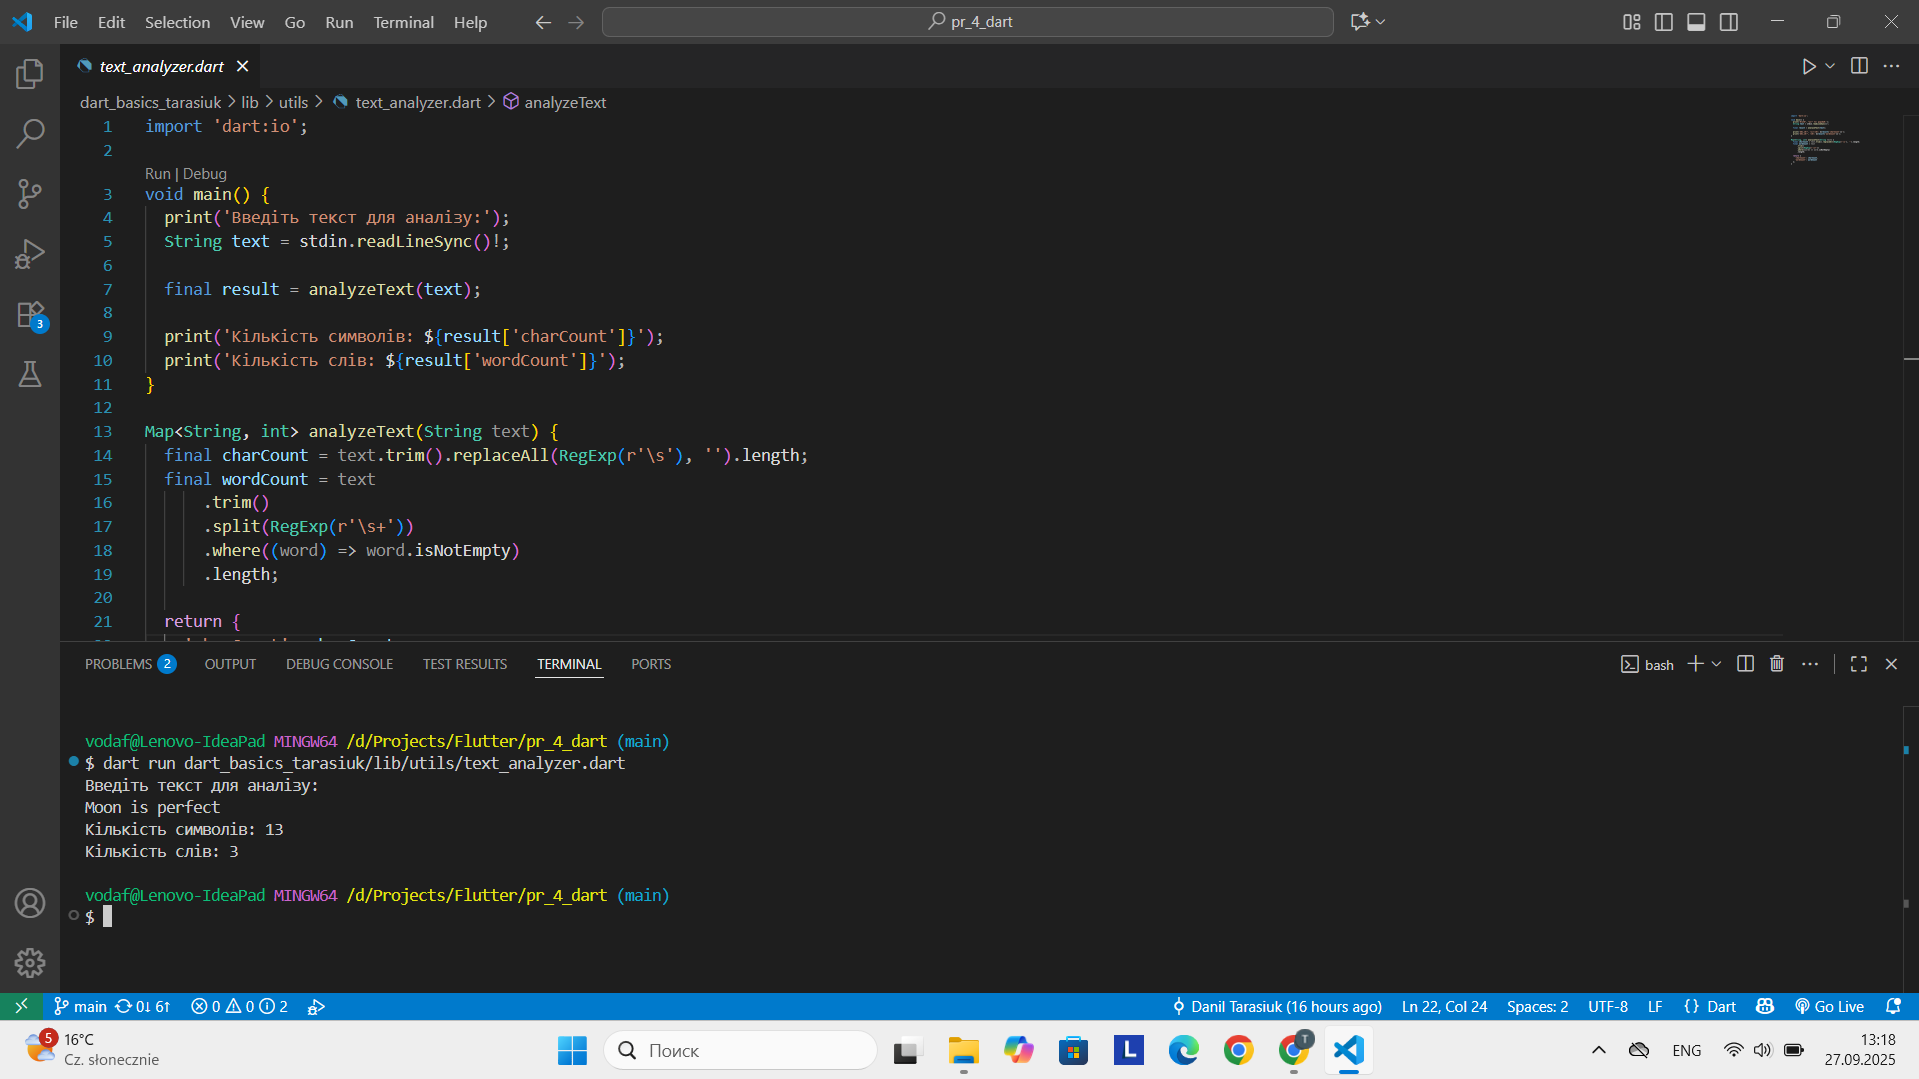 File Edit Selection View Go Run Terminal Help pr_4_dart
text_analyzer.dart
dart_basics_tarasiuk > lib > utils > text_analyzer.dart > analyzeText
1 import 'dart:io';
2
Run | Debug
3 void main() {
4 print('Введіть текст для аналізу:');
5 String text = stdin.readLineSync()!;
6
7 final result = analyzeText(text);
8
9 print('Кількість символів: ${result['charCount']}');
10 print('Кількість слів: ${result['wordCount']}');
11 }
12
13 Map<String, int> analyzeText(String text) {
14 final charCount = text.trim().replaceAll(RegExp(r'\s'), '').length;
15 final wordCount = text
16 .trim()
17 .split(RegExp(r'\s+'))
18 .where((word) => word.isNotEmpty)
19 .length;
20
21 return {
3
PROBLEMS 2 OUTPUT DEBUG CONSOLE TEST RESULTS TERMINAL PORTS bash
vodaf@Lenovo-IdeaPad MINGW64 /d/Projects/Flutter/pr_4_dart (main)
$ dart run dart_basics_tarasiuk/lib/utils/text_analyzer.dart
Введіть текст для аналізу:
Moon is perfect
Кількість символів: 13
Кількість слів: 3
vodaf@Lenovo-IdeaPad MINGW64 /d/Projects/Flutter/pr_4_dart (main)
$
main 0↓ 6↑ 0 0 2 Danil Tarasiuk (16 hours ago) Ln 22, Col 24 Spaces: 2 UTF-8 LF {} Dart Go Live
5 16°C
Cz. słonecznie
Поиск
L
T
ENG
13:18
27.09.2025